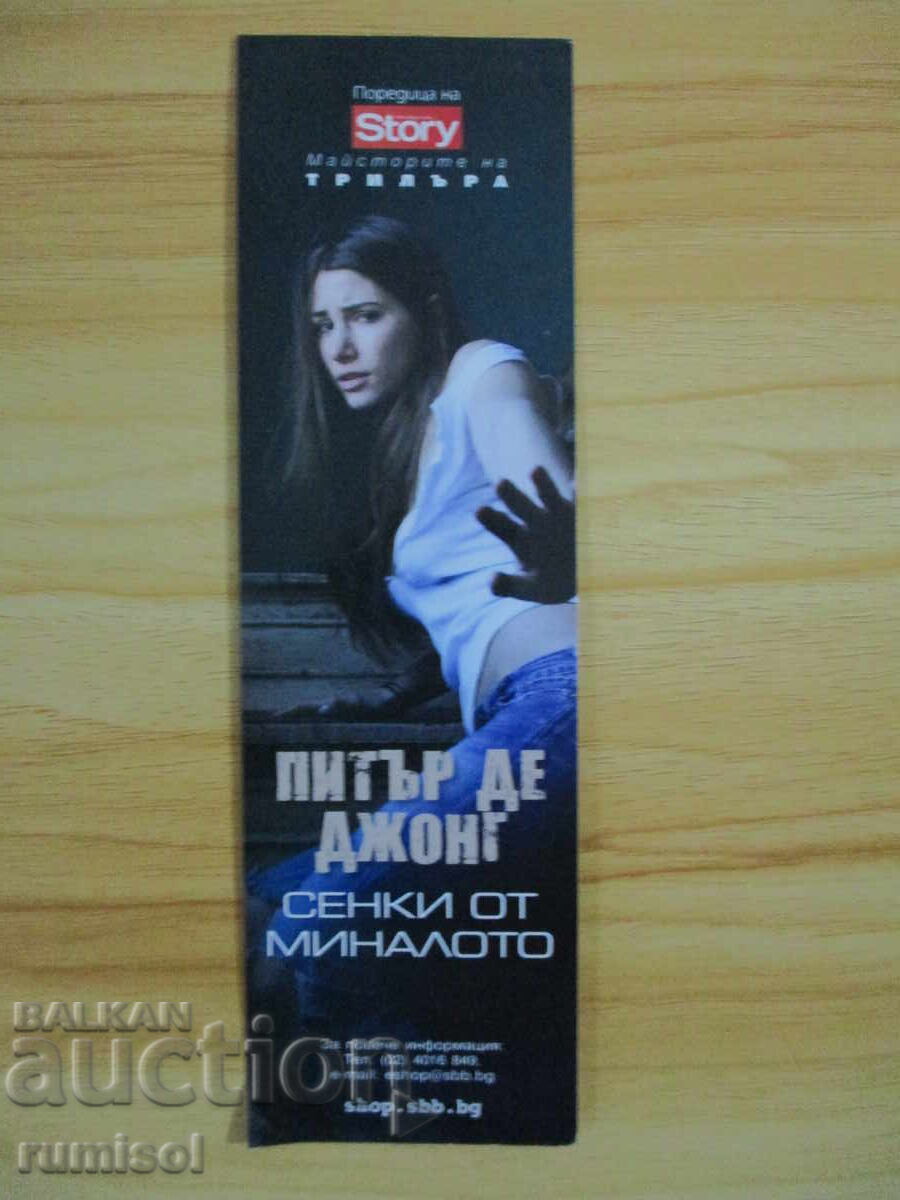 Поредица на
Story
Майсторите на
ТРИЛЪРА
ПИТЪР ДЕ
ДЖОНГ
СЕНКИ ОТ
МИНАЛОТО
За повече информация:
Тел: (02) 4016 849,
e-mail: eshop@sbb.bg
shop.sbb.bg
BALKAN
auction
rumisol